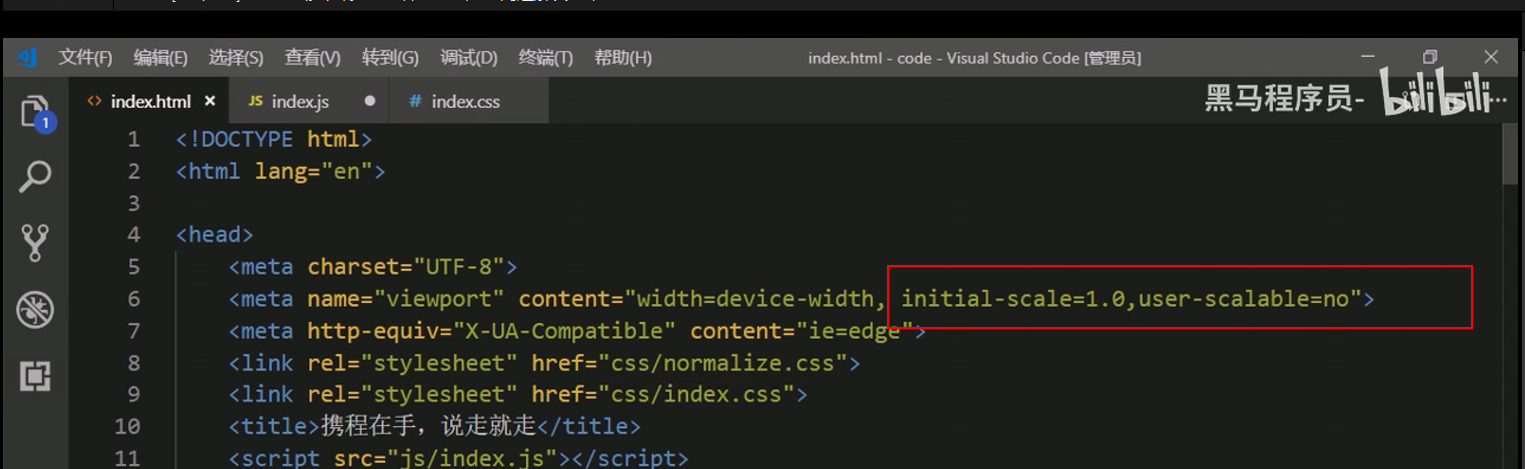 文件(F) 编辑(E) 选择(S) 查看(V) 转到(G) 调试(D) 终端(T) 帮助(H) index.html - code - Visual Studio Code [管理员]
<> index.html × JS index.js ● # index.css 黑马程序员- bilibili
1
1 <!DOCTYPE html>
2 <html lang="en">
3
4 <head>
5 <meta charset="UTF-8">
6 <meta name="viewport" content="width=device-width, initial-scale=1.0,user-scalable=no">
7 <meta http-equiv="X-UA-Compatible" content="ie=edge">
8 <link rel="stylesheet" href="css/normalize.css">
9 <link rel="stylesheet" href="css/index.css">
10 <title>携程在手，说走就走</title>
11 <script src="js/index.js"></script>